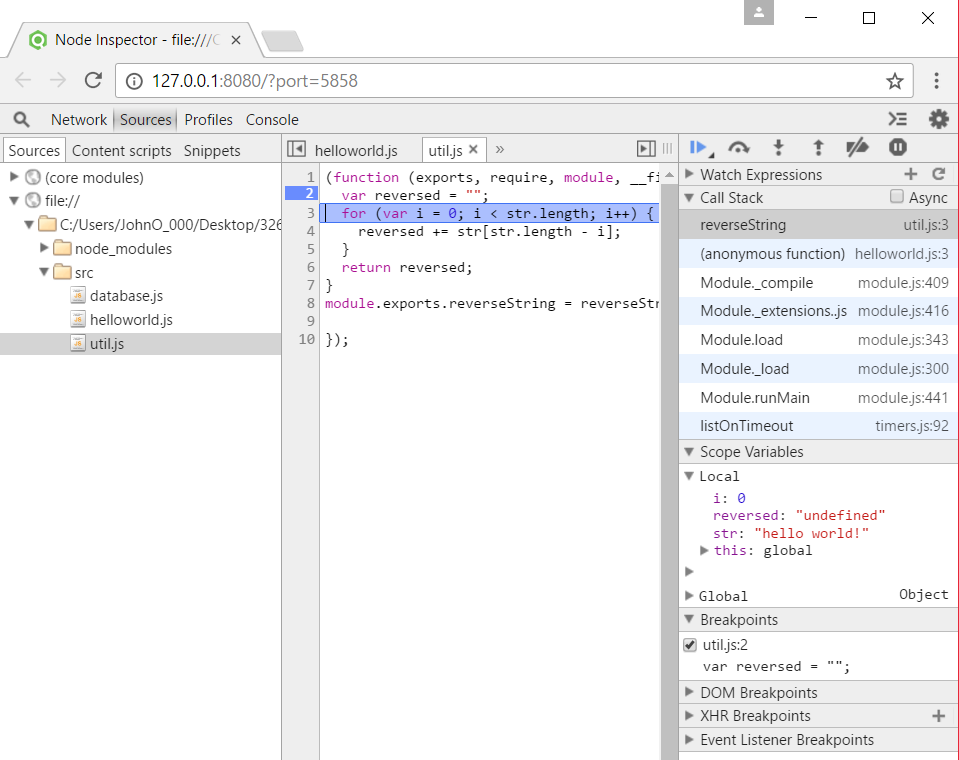 Node Inspector - file:///C
127.0.0.1:8080/?port=5858
Network Sources Profiles Console
Sources Content scripts Snippets
(core modules)
file://
C:/Users/JohnO_000/Desktop/326
node_modules
src
database.js
helloworld.js
util.js
helloworld.js util.js × »
1 (function (exports, require, module, __fi
2 var reversed = "";
3 for (var i = 0; i < str.length; i++) {
4 reversed += str[str.length - i];
5 }
6 return reversed;
7 }
8 module.exports.reverseString = reverseStr
9
10 });
Watch Expressions
Call Stack Async
reverseString util.js:3
(anonymous function) helloworld.js:3
Module._compile module.js:409
Module._extensions.js module.js:416
Module.load module.js:343
Module._load module.js:300
Module.runMain module.js:441
listOnTimeout timers.js:92
Scope Variables
Local
i: 0
reversed: "undefined"
str: "hello world!"
this: global
Global Object
Breakpoints
util.js:2
var reversed = "";
DOM Breakpoints
XHR Breakpoints
Event Listener Breakpoints